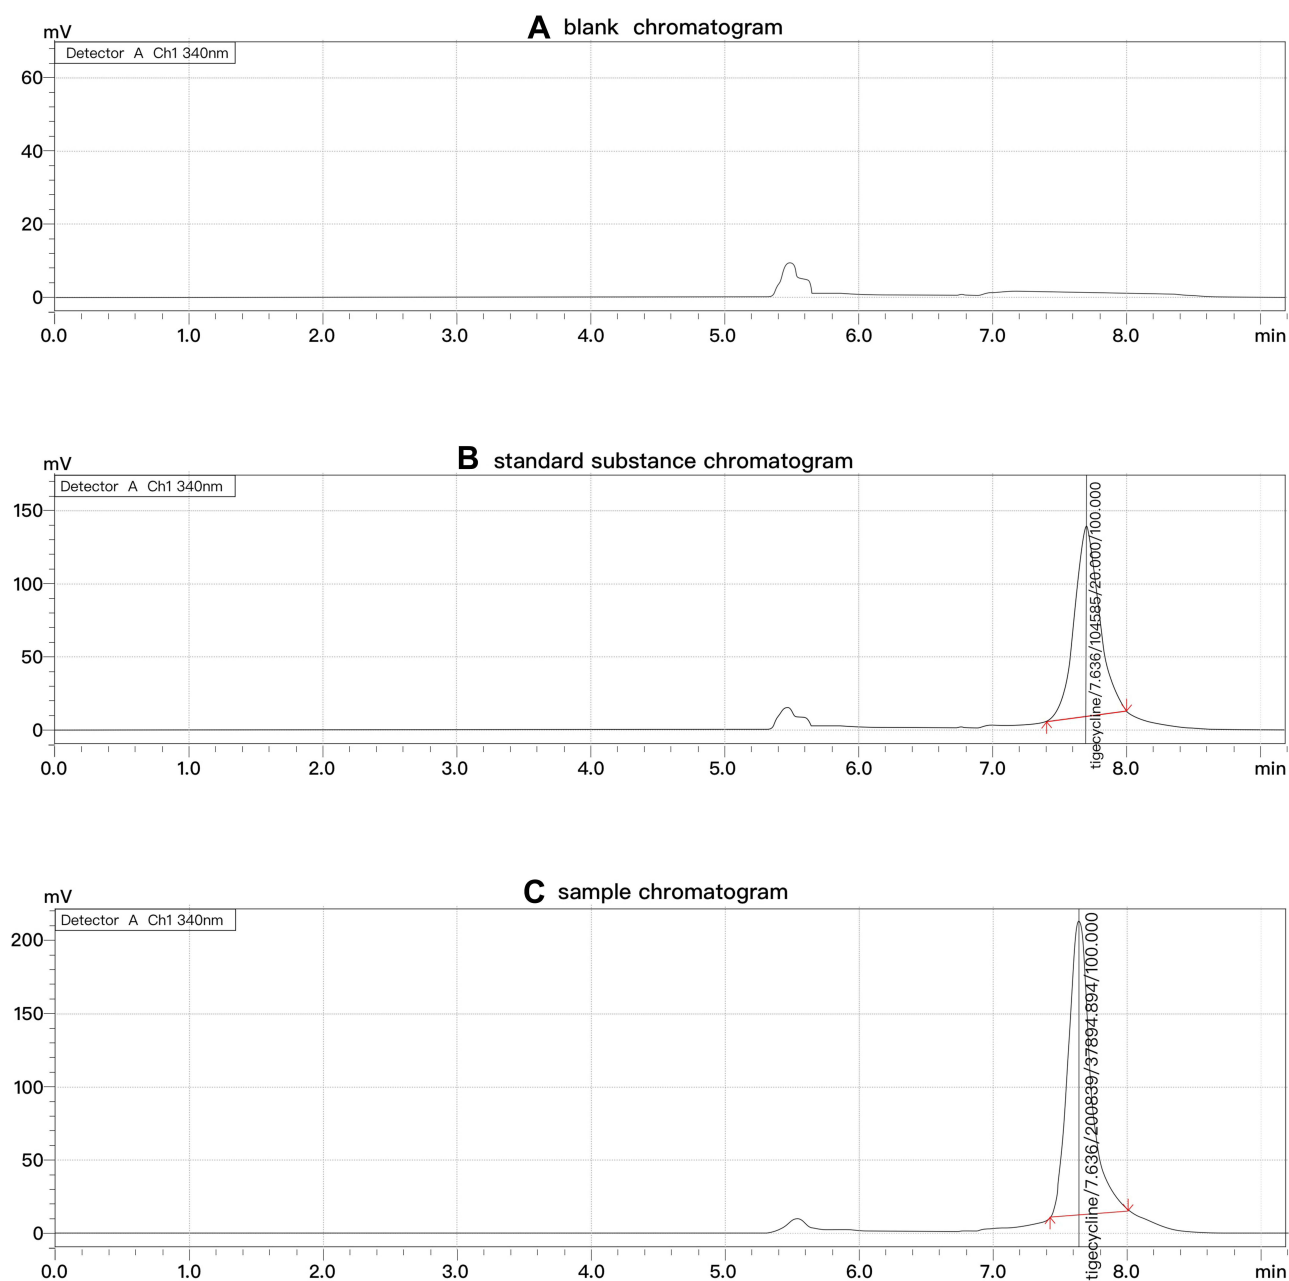 A blank chromatogram
mV
Detector A Ch1 340nm
60
40
20
0
0.0 1.0 2.0 3.0 4.0 5.0 6.0 7.0 8.0 min
B standard substance chromatogram
mV
Detector A Ch1 340nm
150
100
50
0
tigecycline/7.636/104585/20.000/100.000
0.0 1.0 2.0 3.0 4.0 5.0 6.0 7.0 8.0 min
C sample chromatogram
mV
Detector A Ch1 340nm
200
150
100
50
0
tigecycline/7.636/200839/37894.894/100.000
0.0 1.0 2.0 3.0 4.0 5.0 6.0 7.0 8.0 min